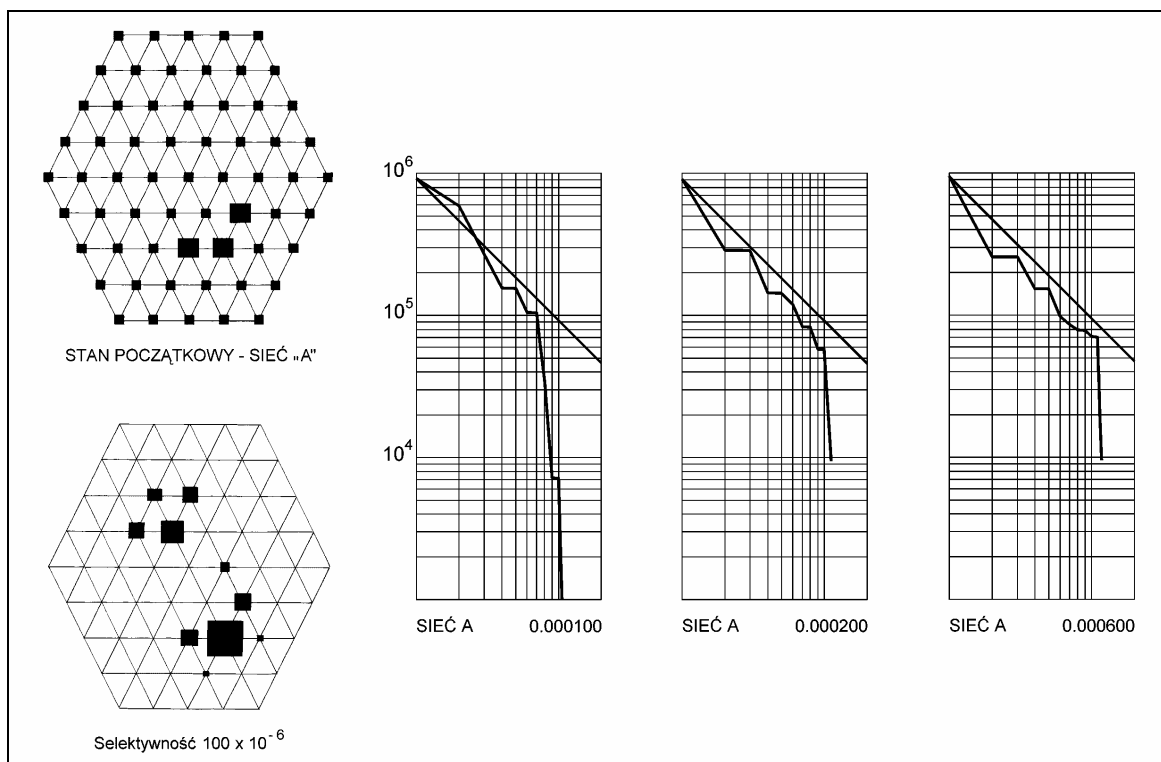 STAN POCZĄTKOWY - SIEĆ „A"
Selektywność 100 x 10⁻⁶
10⁶
10⁵
10⁴
SIEĆ A 0.000100
SIEĆ A 0.000200
SIEĆ A 0.000600